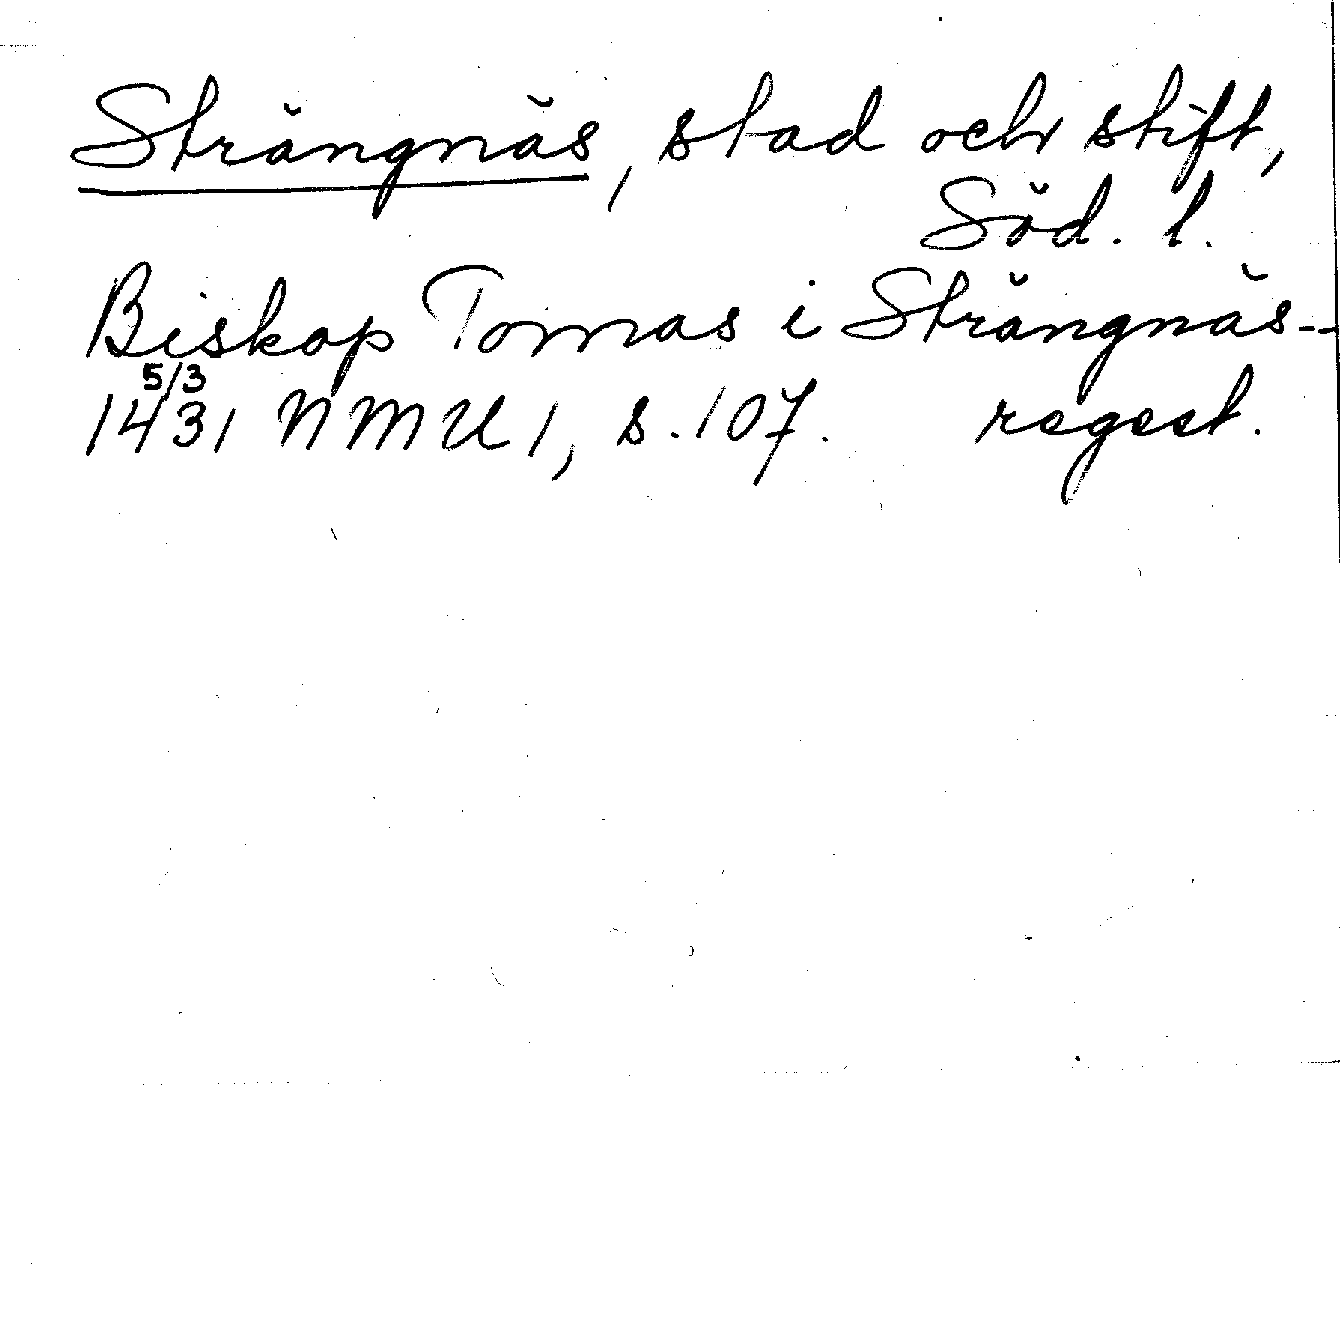 Strängnäs, stad och stift,
Söd. l.
Biskop Tomas i Strängnäs--
5/3
1431 NMU 1, s. 107. regest.